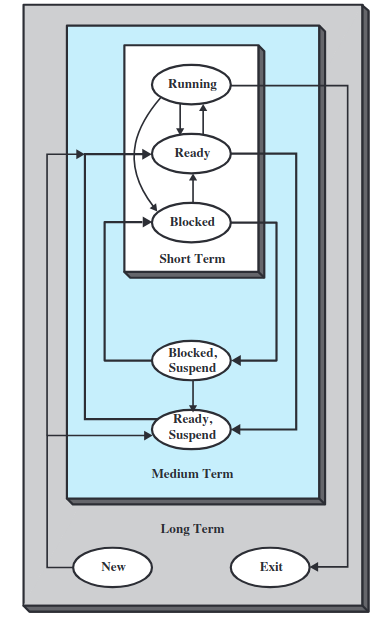 Running
Ready
Blocked
Short Term
Blocked,
Suspend
Ready,
Suspend
Medium Term
Long Term
New
Exit